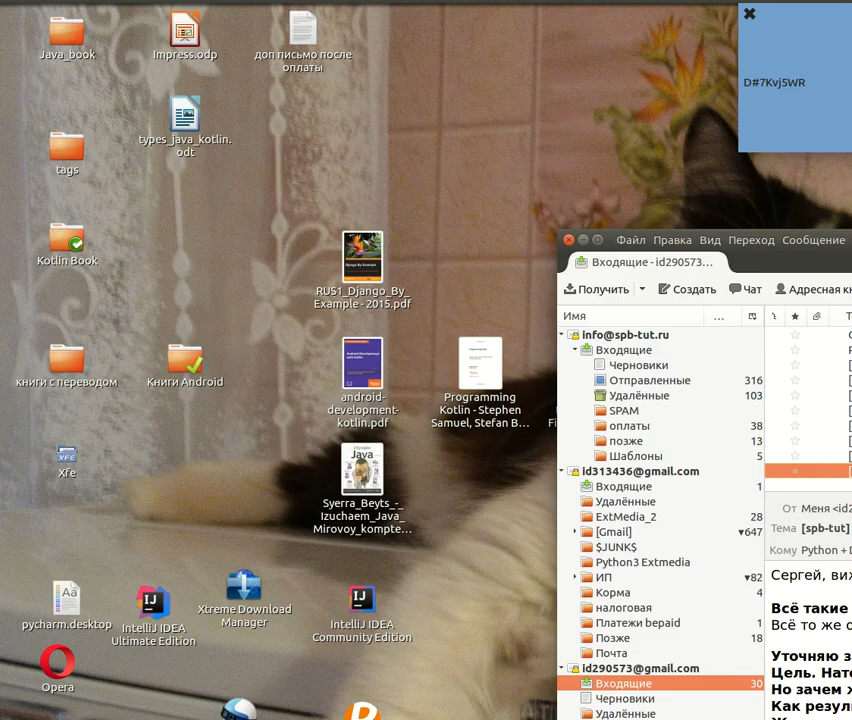 Java_book
Impress.odp
доп письмо после
оплаты
D#7Kvj5WR
types_java_kotlin.
odt
tags
Kotlin Book
RUS1_Django_By_
Example - 2015.pdf
книги с переводом
Книги Android
android-
development-
kotlin.pdf
Programming
Kotlin - Stephen
Samuel, Stefan B...
Xfe
Syerra_Beyts_-_
Izuchaem_Java_
Mirovoy_kompte...
pycharm.desktop
IntelliJ IDEA
Ultimate Edition
Xtreme Download
Manager
IntelliJ IDEA
Community Edition
Opera
Файл Правка Вид Переход Сообщение
Входящие - id290573...
Получить Создать Чат Адресная кн
Имя ...
info@spb-tut.ru
Входящие
Черновики
Отправленные 316
Удалённые 103
SPAM
оплаты 38
позже 13
Шаблоны 5
id313436@gmail.com
Входящие 1
Удалённые
ExtMedia_2 28
[Gmail] ▾647
$JUNK$
Python3 Extmedia
ИП ▾82
Корма 4
налоговая
Платежи bepaid 1
Позже 18
Почта
id290573@gmail.com
Входящие 30
Черновики
Удалённые
От Меня <id2
Тема [spb-tut]
Кому Python + D
Сергей, виж
Всё такие
Всё то же о
Уточняю з
Цель. Нато
Но зачем ж
Как резул